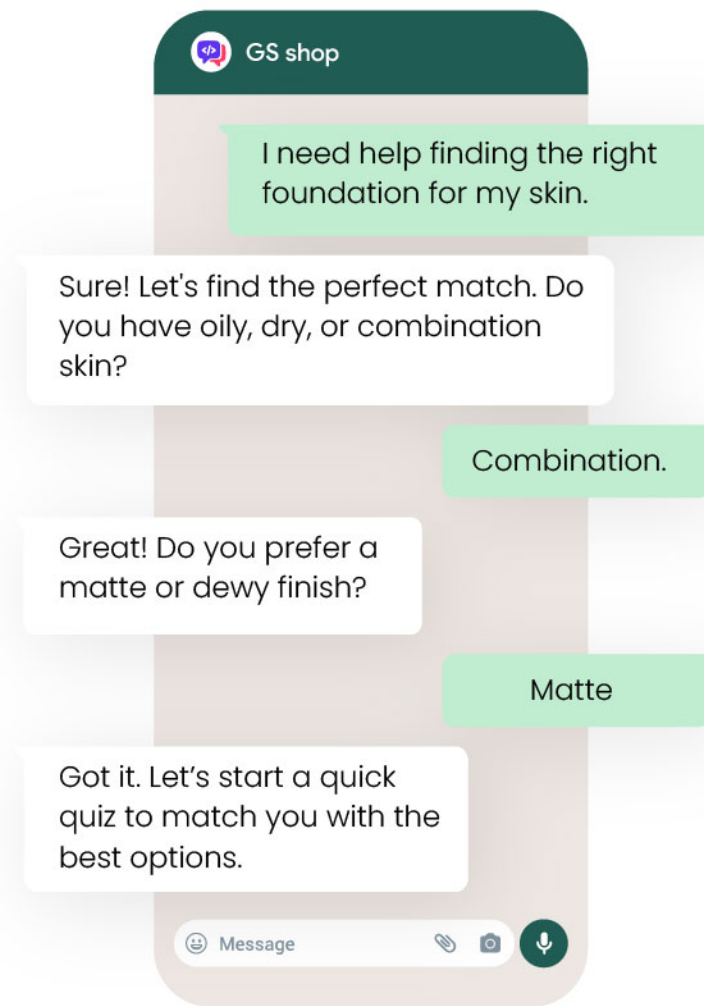 GS shop
I need help finding the right
foundation for my skin.
Sure! Let's find the perfect match. Do
you have oily, dry, or combination
skin?
Combination.
Great! Do you prefer a
matte or dewy finish?
Matte
Got it. Let’s start a quick
quiz to match you with the
best options.
Message